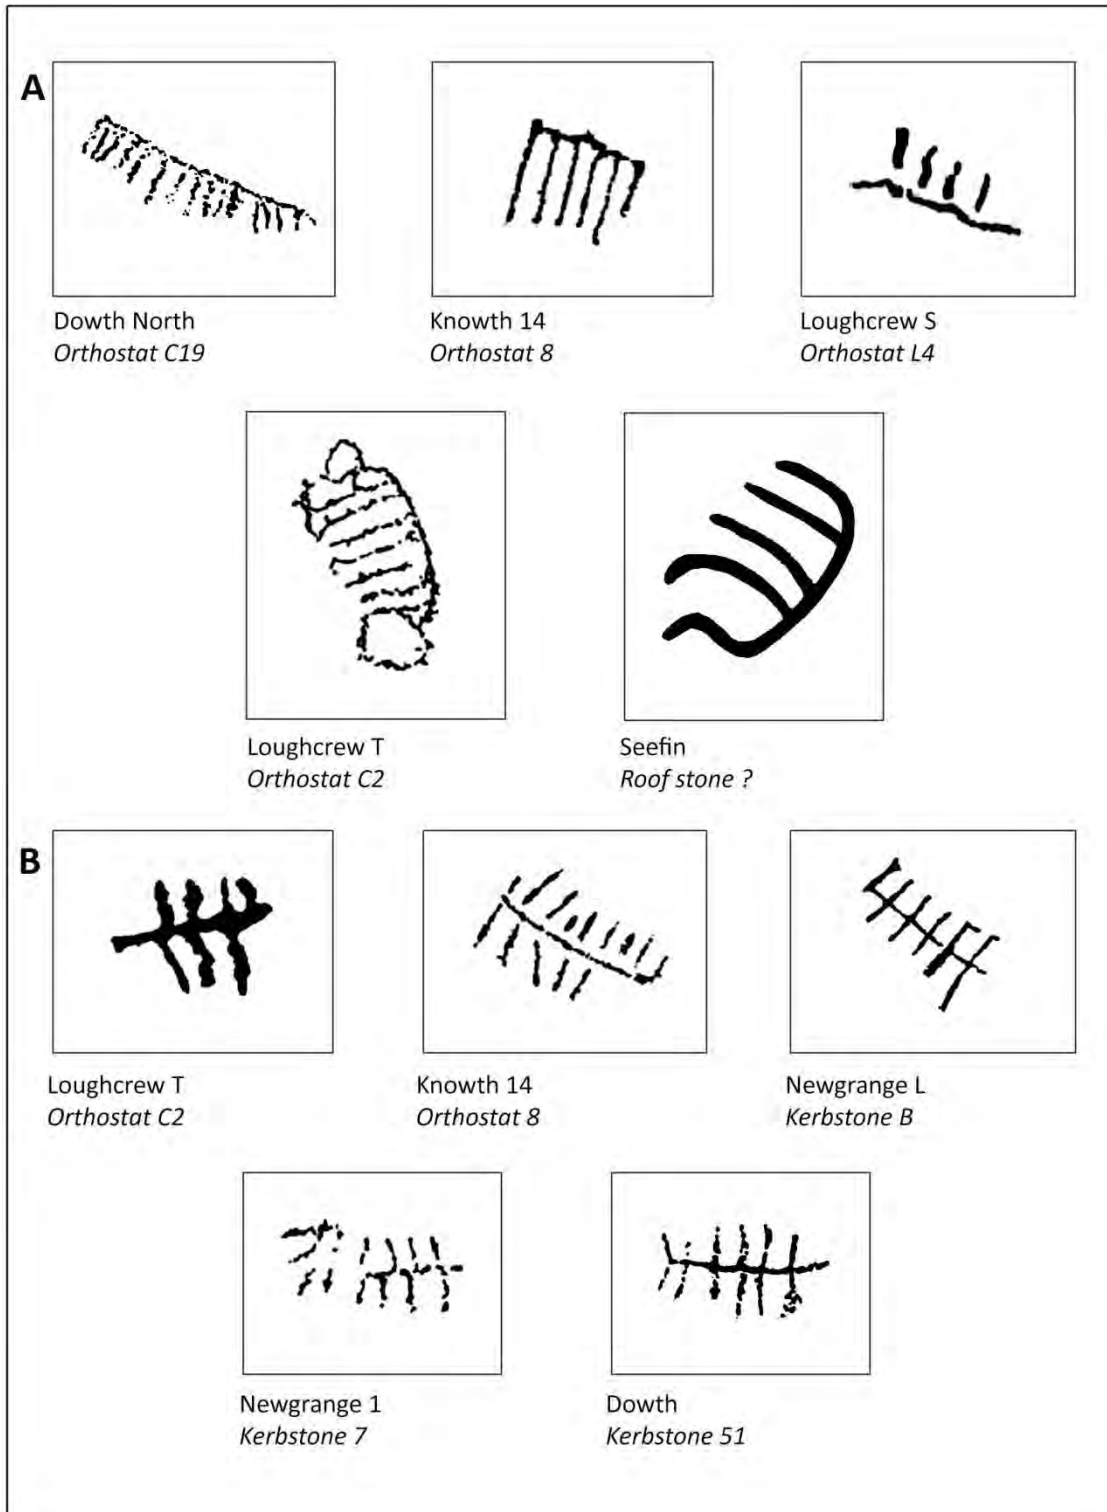 A
Dowth North
Orthostat C19
Knowth 14
Orthostat 8
Loughcrew S
Orthostat L4
Loughcrew T
Orthostat C2
Seefin
Roof stone ?
B
Loughcrew T
Orthostat C2
Knowth 14
Orthostat 8
Newgrange L
Kerbstone B
Newgrange 1
Kerbstone 7
Dowth
Kerbstone 51